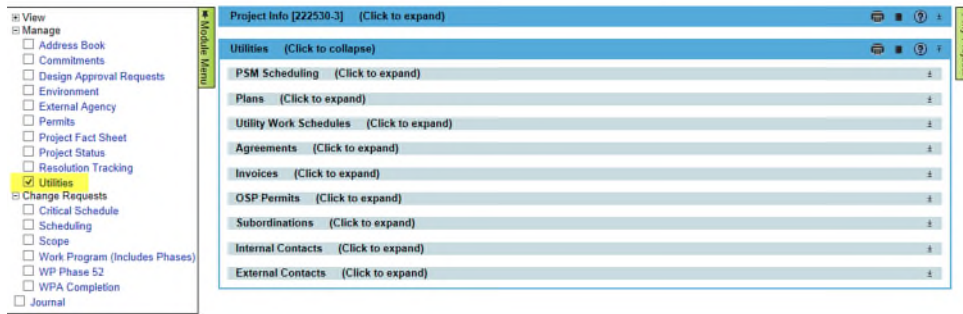 View
Manage
Address Book
Commitments
Design Approval Requests
Environment
External Agency
Permits
Project Fact Sheet
Project Status
Resolution Tracking
Utilities
Change Requests
Critical Schedule
Scheduling
Scope
Work Program (Includes Phases)
WP Phase 52
WPA Completion
Journal
Module Menu
Project Info [222530-3] (Click to expand)
Utilities (Click to collapse)
PSM Scheduling (Click to expand)
Plans (Click to expand)
Utility Work Schedules (Click to expand)
Agreements (Click to expand)
Invoices (Click to expand)
OSP Permits (Click to expand)
Subordinations (Click to expand)
Internal Contacts (Click to expand)
External Contacts (Click to expand)